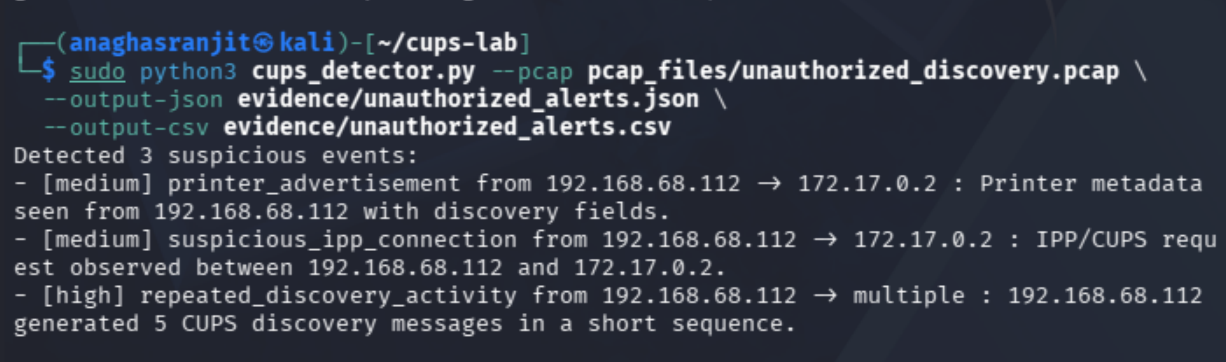 ┌──(anaghasranjit㉿kali)-[~/cups-lab]
└─$ sudo python3 cups_detector.py --pcap pcap_files/unauthorized_discovery.pcap \
--output-json evidence/unauthorized_alerts.json \
--output-csv evidence/unauthorized_alerts.csv
Detected 3 suspicious events:
- [medium] printer_advertisement from 192.168.68.112 → 172.17.0.2 : Printer metadata
seen from 192.168.68.112 with discovery fields.
- [medium] suspicious_ipp_connection from 192.168.68.112 → 172.17.0.2 : IPP/CUPS requ
est observed between 192.168.68.112 and 172.17.0.2.
- [high] repeated_discovery_activity from 192.168.68.112 → multiple : 192.168.68.112
generated 5 CUPS discovery messages in a short sequence.